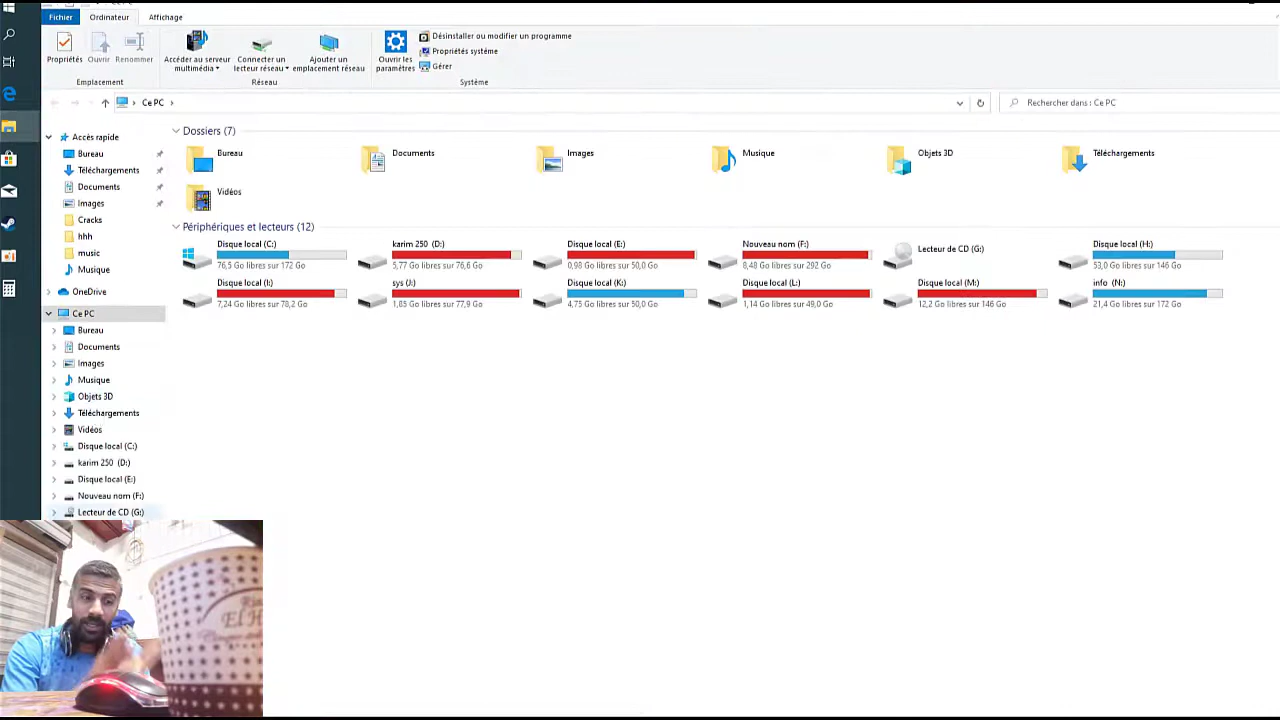 Fichier Ordinateur Affichage
Propriétés Ouvrir Renommer Accéder au serveur multimédia Connecter un lecteur réseau Ajouter un emplacement réseau Ouvrir les paramètres
Désinstaller ou modifier un programme
Propriétés système
Gérer
Emplacement Réseau Système
Ce PC Rechercher dans : Ce PC
Accès rapide
Bureau
Téléchargements
Documents
Images
Cracks
hhh
music
Musique
OneDrive
Ce PC
Bureau
Documents
Images
Musique
Objets 3D
Téléchargements
Vidéos
Disque local (C:)
karim 250 (D:)
Disque local (E:)
Nouveau nom (F:)
Lecteur de CD (G:)
Dossiers (7)
Bureau Documents Images Musique Objets 3D Téléchargements
Vidéos
Périphériques et lecteurs (12)
Disque local (C:) karim 250 (D:) Disque local (E:) Nouveau nom (F:) Lecteur de CD (G:) Disque local (H:)
76,5 Go libres sur 172 Go 5,77 Go libres sur 76,6 Go 0,98 Go libres sur 50,0 Go 8,48 Go libres sur 292 Go 53,0 Go libres sur 146 Go
Disque local (I:) sys (J:) Disque local (K:) Disque local (L:) Disque local (M:) info (N:)
7,24 Go libres sur 78,2 Go 1,85 Go libres sur 77,9 Go 4,75 Go libres sur 50,0 Go 1,14 Go libres sur 49,0 Go 12,2 Go libres sur 146 Go 21,4 Go libres sur 172 Go